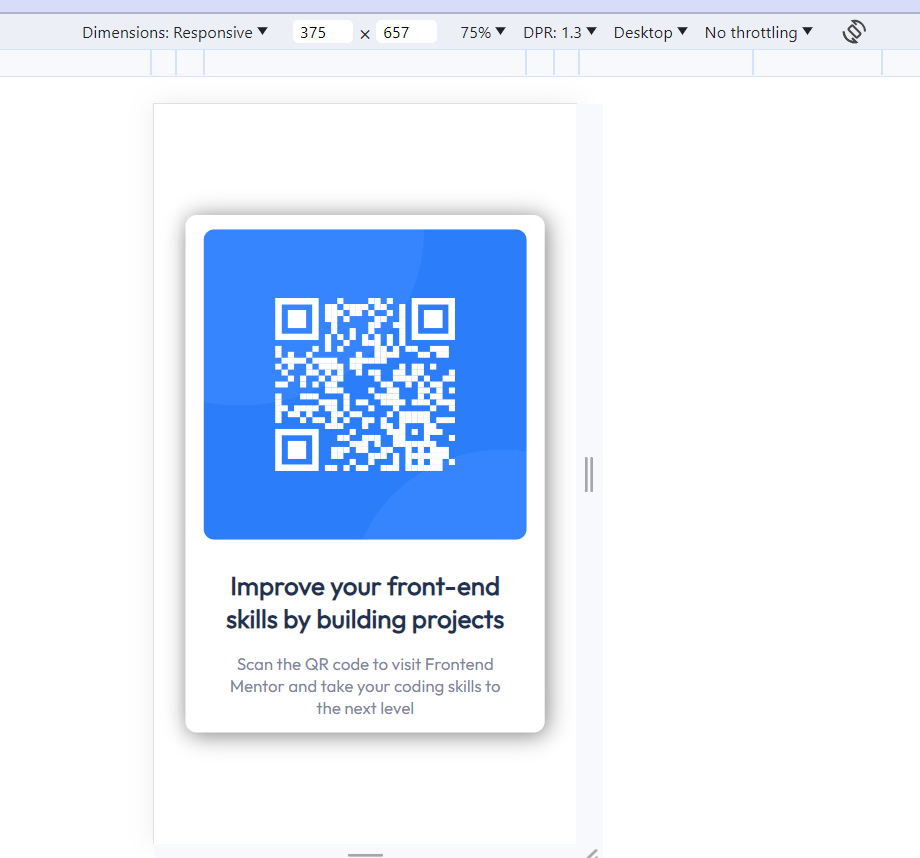 Dimensions: Responsive ▼ 375 × 657 75% ▼ DPR: 1.3 ▼ Desktop ▼ No throttling ▼
Improve your front-end
skills by building projects
Scan the QR code to visit Frontend
Mentor and take your coding skills to
the next level